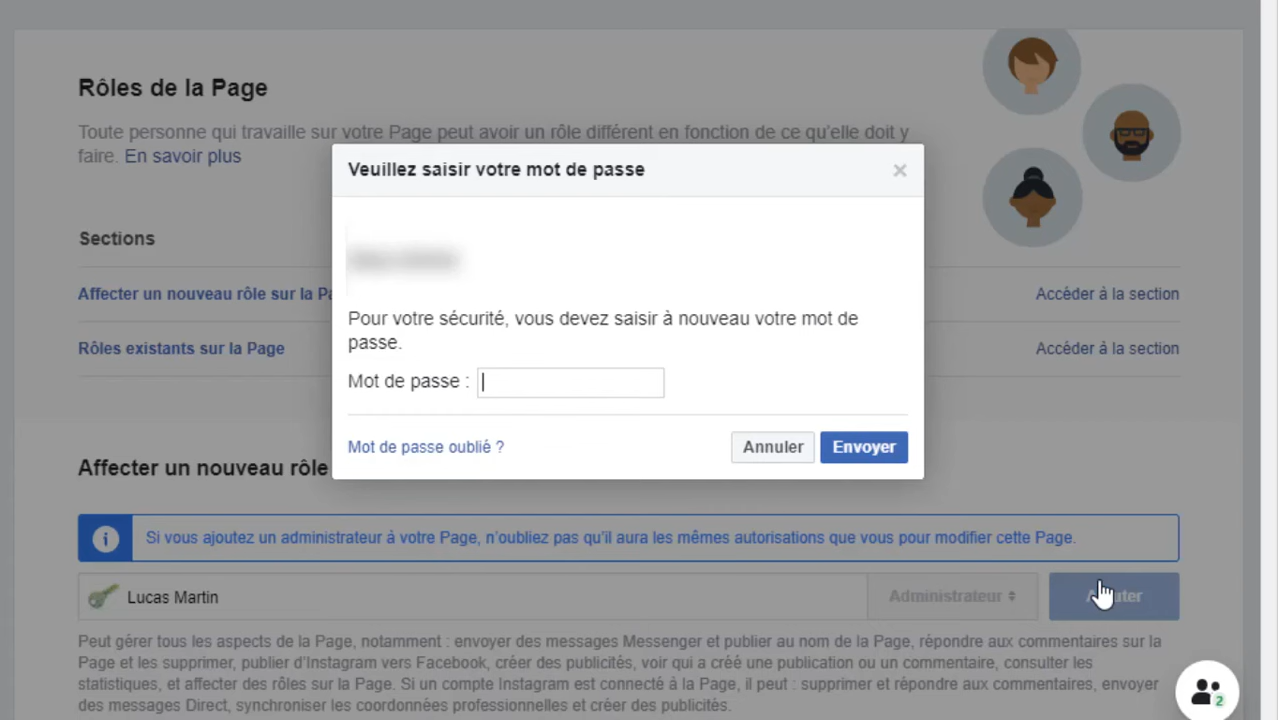 Rôles de la Page
Toute personne qui travaille sur votre Page peut avoir un rôle différent en fonction de ce qu'elle doit y
faire. En savoir plus
Veuillez saisir votre mot de passe
×
Sections
Affecter un nouveau rôle sur la Pa
Accéder à la section
Pour votre sécurité, vous devez saisir à nouveau votre mot de
passe.
Rôles existants sur la Page
Accéder à la section
Mot de passe :
Mot de passe oublié ?
Annuler
Envoyer
Affecter un nouveau rôle
i
Si vous ajoutez un administrateur á votre Page, n'oubliez pas qu'il aura les mêmes autorisations que vous pour modifier cette Page.
Lucas Martin
Administrateur
Peut gérer tous les aspects de la Page, notamment : envoyer des messages Messenger et publier au nom de la Page, répondre aux commentaires sur la
Page et les supprimer, publier d'Instagram vers Facebook, créer des publicités, voir qui a créé une publication ou un commentaire, consulter les
statistiques, et affecter des rôles sur la Page. Si un compte Instagram est connecté à la Page, il peut : supprimer et répondre aux commentaires, envoyer
des messages Direct, synchroniser les coordonnées professionnelles et créer des publicités.
2